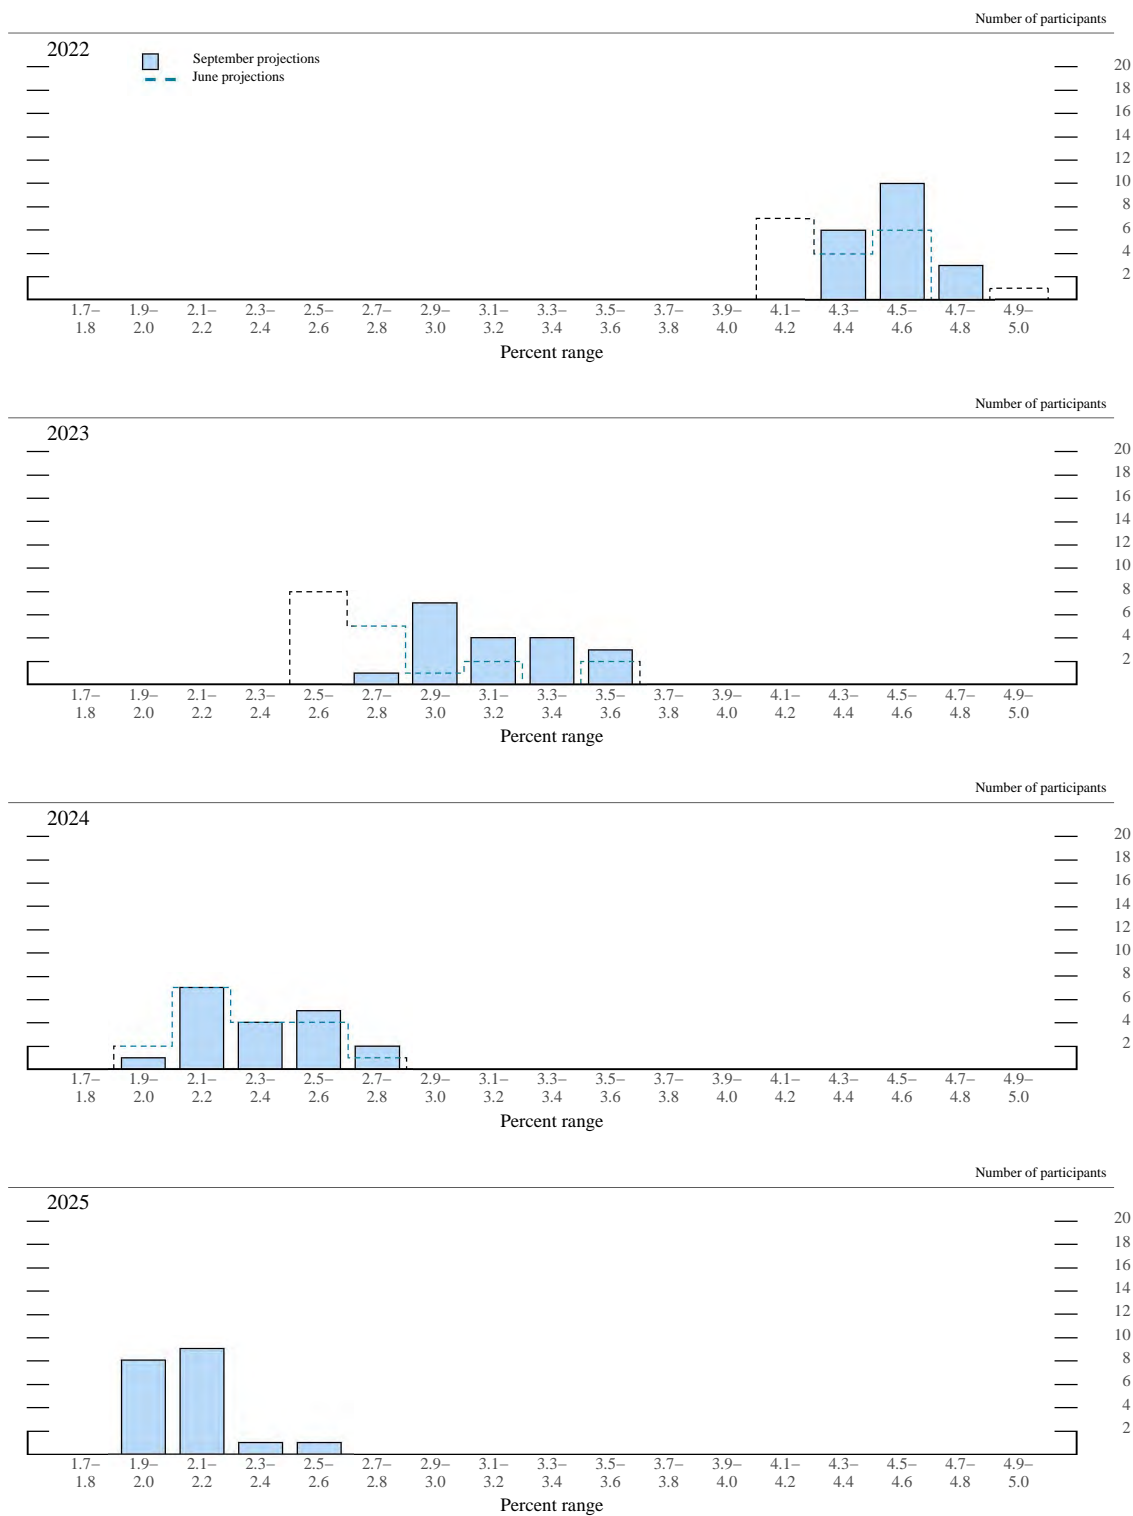 Number of participants
2022
September projections
June projections
20
18
16
14
12
10
8
6
4
2
1.7– 1.9– 2.1– 2.3– 2.5– 2.7– 2.9– 3.1– 3.3– 3.5– 3.7– 3.9– 4.1– 4.3– 4.5– 4.7– 4.9–
1.8 2.0 2.2 2.4 2.6 2.8 3.0 3.2 3.4 3.6 3.8 4.0 4.2 4.4 4.6 4.8 5.0
Percent range
Number of participants
2023
20
18
16
14
12
10
8
6
4
2
1.7– 1.9– 2.1– 2.3– 2.5– 2.7– 2.9– 3.1– 3.3– 3.5– 3.7– 3.9– 4.1– 4.3– 4.5– 4.7– 4.9–
1.8 2.0 2.2 2.4 2.6 2.8 3.0 3.2 3.4 3.6 3.8 4.0 4.2 4.4 4.6 4.8 5.0
Percent range
Number of participants
2024
20
18
16
14
12
10
8
6
4
2
1.7– 1.9– 2.1– 2.3– 2.5– 2.7– 2.9– 3.1– 3.3– 3.5– 3.7– 3.9– 4.1– 4.3– 4.5– 4.7– 4.9–
1.8 2.0 2.2 2.4 2.6 2.8 3.0 3.2 3.4 3.6 3.8 4.0 4.2 4.4 4.6 4.8 5.0
Percent range
Number of participants
2025
20
18
16
14
12
10
8
6
4
2
1.7– 1.9– 2.1– 2.3– 2.5– 2.7– 2.9– 3.1– 3.3– 3.5– 3.7– 3.9– 4.1– 4.3– 4.5– 4.7– 4.9–
1.8 2.0 2.2 2.4 2.6 2.8 3.0 3.2 3.4 3.6 3.8 4.0 4.2 4.4 4.6 4.8 5.0
Percent range